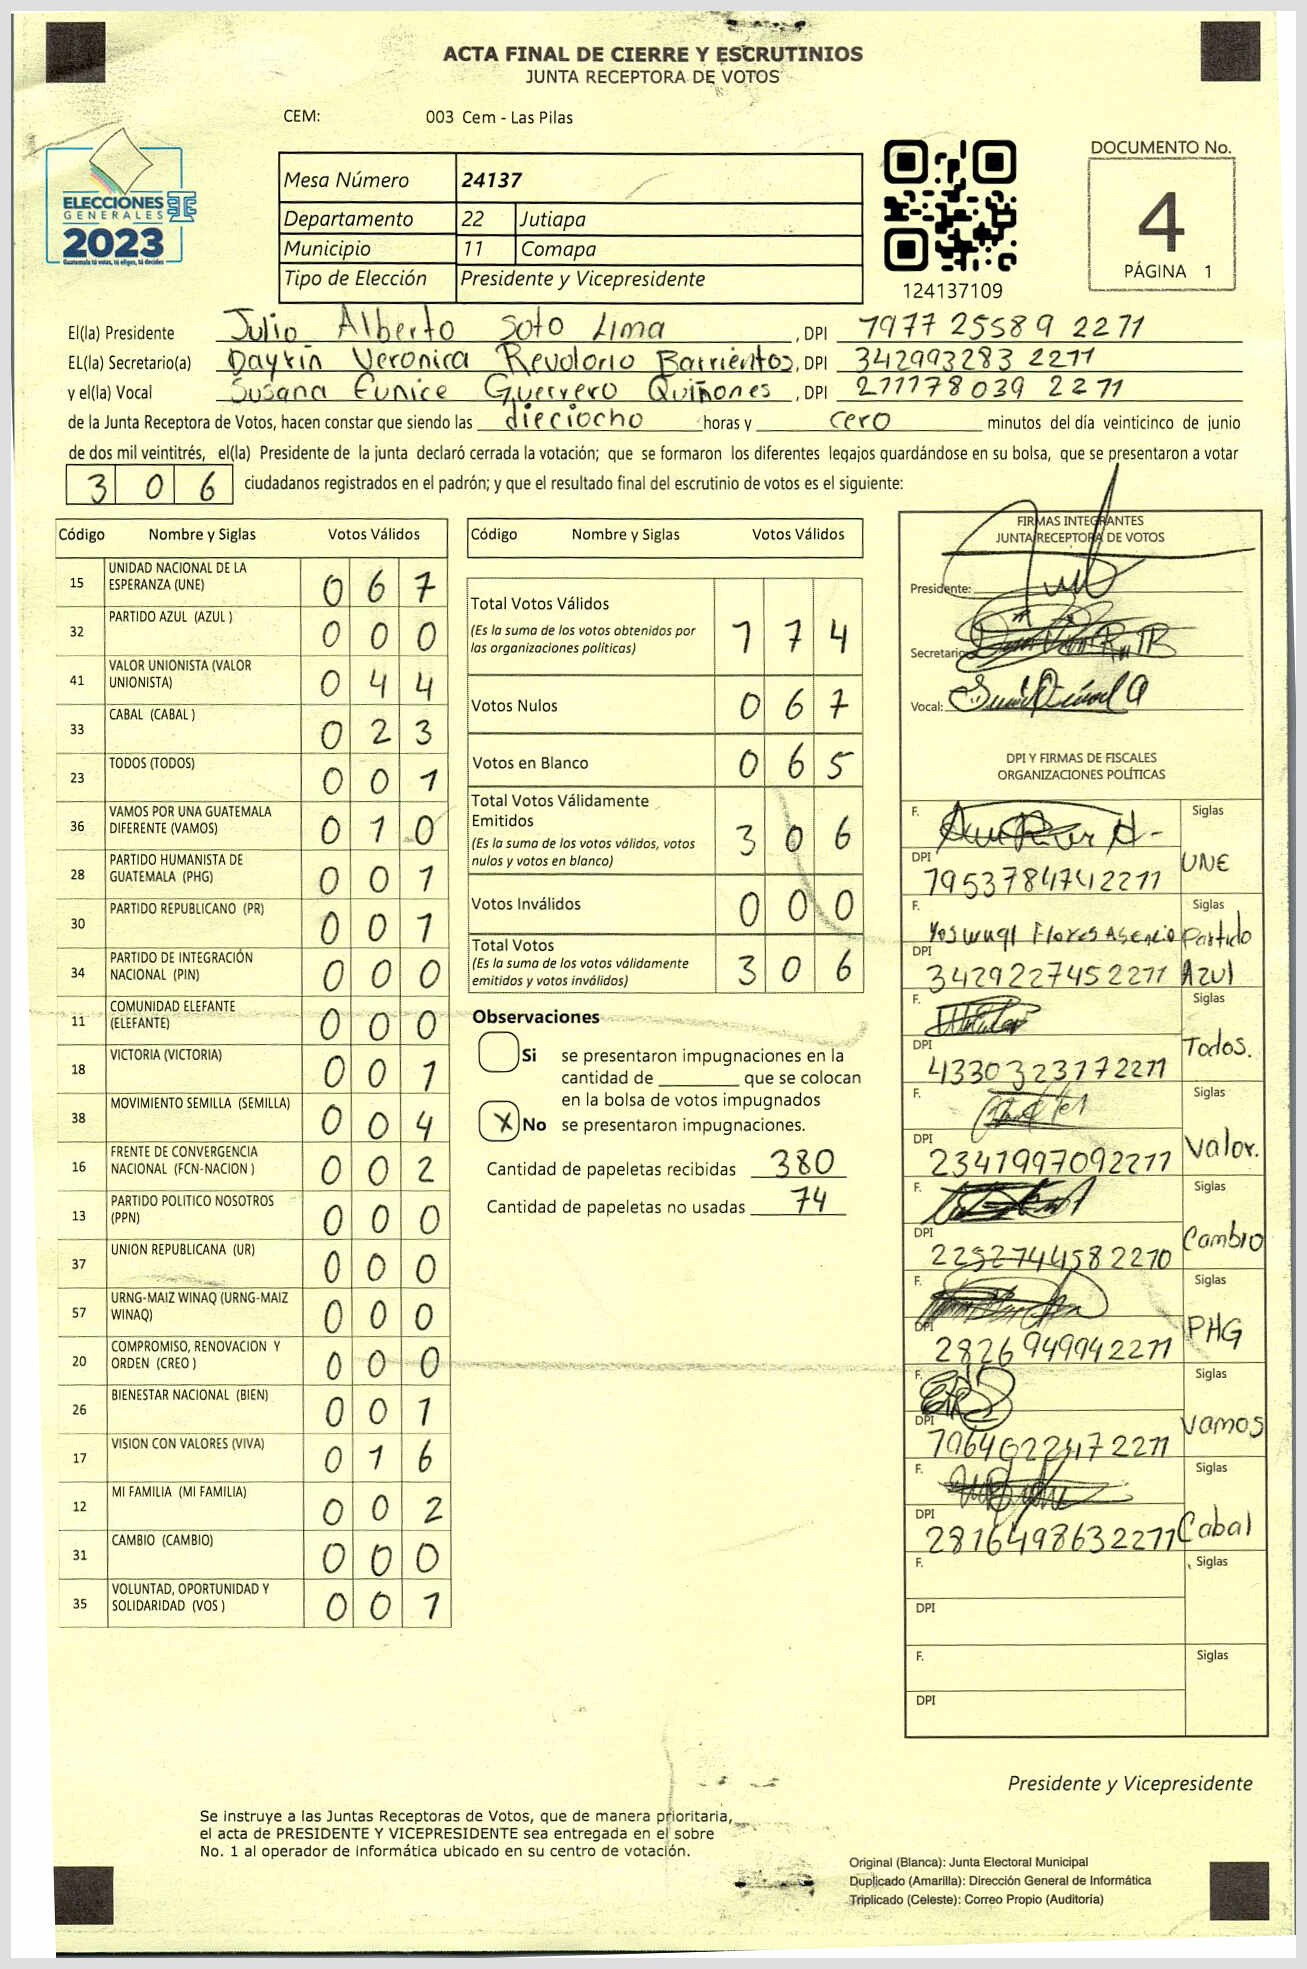 ACTA FINAL DE CIERRE Y ESCRUTINIOS
JUNTA RECEPTORA DE VOTOS
CEM: 003 Cem - Las Pilas
ELECCIONES
GENERALES
2023
Guatemala tú votas, tú eliges, tú decides
Mesa Número 24137
Departamento 22 Jutiapa
Municipio 11 Comapa
Tipo de Elección Presidente y Vicepresidente
124137109
DOCUMENTO No.
4
PÁGINA 1
El(la) Presidente Julio Alberto Soto Lima, DPI 1977 25589 2271
EL(la) Secretario(a) Dayrin Veronica Revolorio Barrientos, DPI 342993283 2211
y el(la) Vocal Susana Eunice Guerrero Quiñones, DPI 271178039 2271
de la Junta Receptora de Votos, hacen constar que siendo las dieciocho horas y cero minutos del día veinticinco de junio
de dos mil veintitrés, el(la) Presidente de la junta declaró cerrada la votación; que se formaron los diferentes legajos guardándose en su bolsa, que se presentaron a votar
306 ciudadanos registrados en el padrón; y que el resultado final del escrutinio de votos es el siguiente:
Código Nombre y Siglas Votos Válidos
15 UNIDAD NACIONAL DE LA ESPERANZA (UNE) 0 6 7
32 PARTIDO AZUL (AZUL ) 0 0 0
41 VALOR UNIONISTA (VALOR UNIONISTA) 0 4 4
33 CABAL (CABAL ) 0 2 3
23 TODOS (TODOS) 0 0 1
36 VAMOS POR UNA GUATEMALA DIFERENTE (VAMOS) 0 1 0
28 PARTIDO HUMANISTA DE GUATEMALA (PHG) 0 0 1
30 PARTIDO REPUBLICANO (PR) 0 0 1
34 PARTIDO DE INTEGRACIÓN NACIONAL (PIN) 0 0 0
11 COMUNIDAD ELEFANTE (ELEFANTE) 0 0 0
18 VICTORIA (VICTORIA) 0 0 1
38 MOVIMIENTO SEMILLA (SEMILLA) 0 0 4
16 FRENTE DE CONVERGENCIA NACIONAL (FCN-NACION ) 0 0 2
13 PARTIDO POLITICO NOSOTROS (PPN) 0 0 0
37 UNION REPUBLICANA (UR) 0 0 0
57 URNG-MAIZ WINAQ (URNG-MAIZ WINAQ) 0 0 0
20 COMPROMISO, RENOVACION Y ORDEN (CREO ) 0 0 0
26 BIENESTAR NACIONAL (BIEN) 0 0 1
17 VISION CON VALORES (VIVA) 0 1 6
12 MI FAMILIA (MI FAMILIA) 0 0 2
31 CAMBIO (CAMBIO) 0 0 0
35 VOLUNTAD, OPORTUNIDAD Y SOLIDARIDAD (VOS ) 0 0 1
Código Nombre y Siglas Votos Válidos
Total Votos Válidos 1 7 4
(Es la suma de los votos obtenidos por
las organizaciones políticas)
Votos Nulos 0 6 7
Votos en Blanco 0 6 5
Total Votos Válidamente
Emitidos 3 0 6
(Es la suma de los votos válidos, votos
nulos y votos en blanco)
Votos Inválidos 0 0 0
Total Votos 3 0 6
(Es la suma de los votos válidamente
emitidos y votos inválidos)
Observaciones
Si se presentaron impugnaciones en la
cantidad de ________ que se colocan
en la bolsa de votos impugnados
X No se presentaron impugnaciones.
Cantidad de papeletas recibidas 380
Cantidad de papeletas no usadas 74
FIRMAS INTEGRANTES
JUNTA RECEPTORA DE VOTOS
Presidente:
Secretario
Vocal:
DPI Y FIRMAS DE FISCALES
ORGANIZACIONES POLÍTICAS
F. Siglas
UNE
DPI
1953784742211
F. Siglas
Flores Asencio Partido
DPI
3429227452211 Azul
F. Siglas
Todos.
DPI
4330323172211
F. Siglas
Valor.
DPI
2341997092211
F. Siglas
Cambio
DPI
2252744582210
F. Siglas
PHG
DPI
2826949942211
F. Siglas
Vamos
DPI
F. Siglas
DPI
2816498632271 Cabal
F. Siglas
DPI
F. Siglas
DPI
Presidente y Vicepresidente
Se instruye a las Juntas Receptoras de Votos, que de manera prioritaria,
el acta de PRESIDENTE Y VICEPRESIDENTE sea entregada en el sobre
No. 1 al operador de informática ubicado en su centro de votación.
Original (Blanca): Junta Electoral Municipal
Duplicado (Amarilla): Dirección General de Informática
Triplicado (Celeste): Correo Propio (Auditoría)